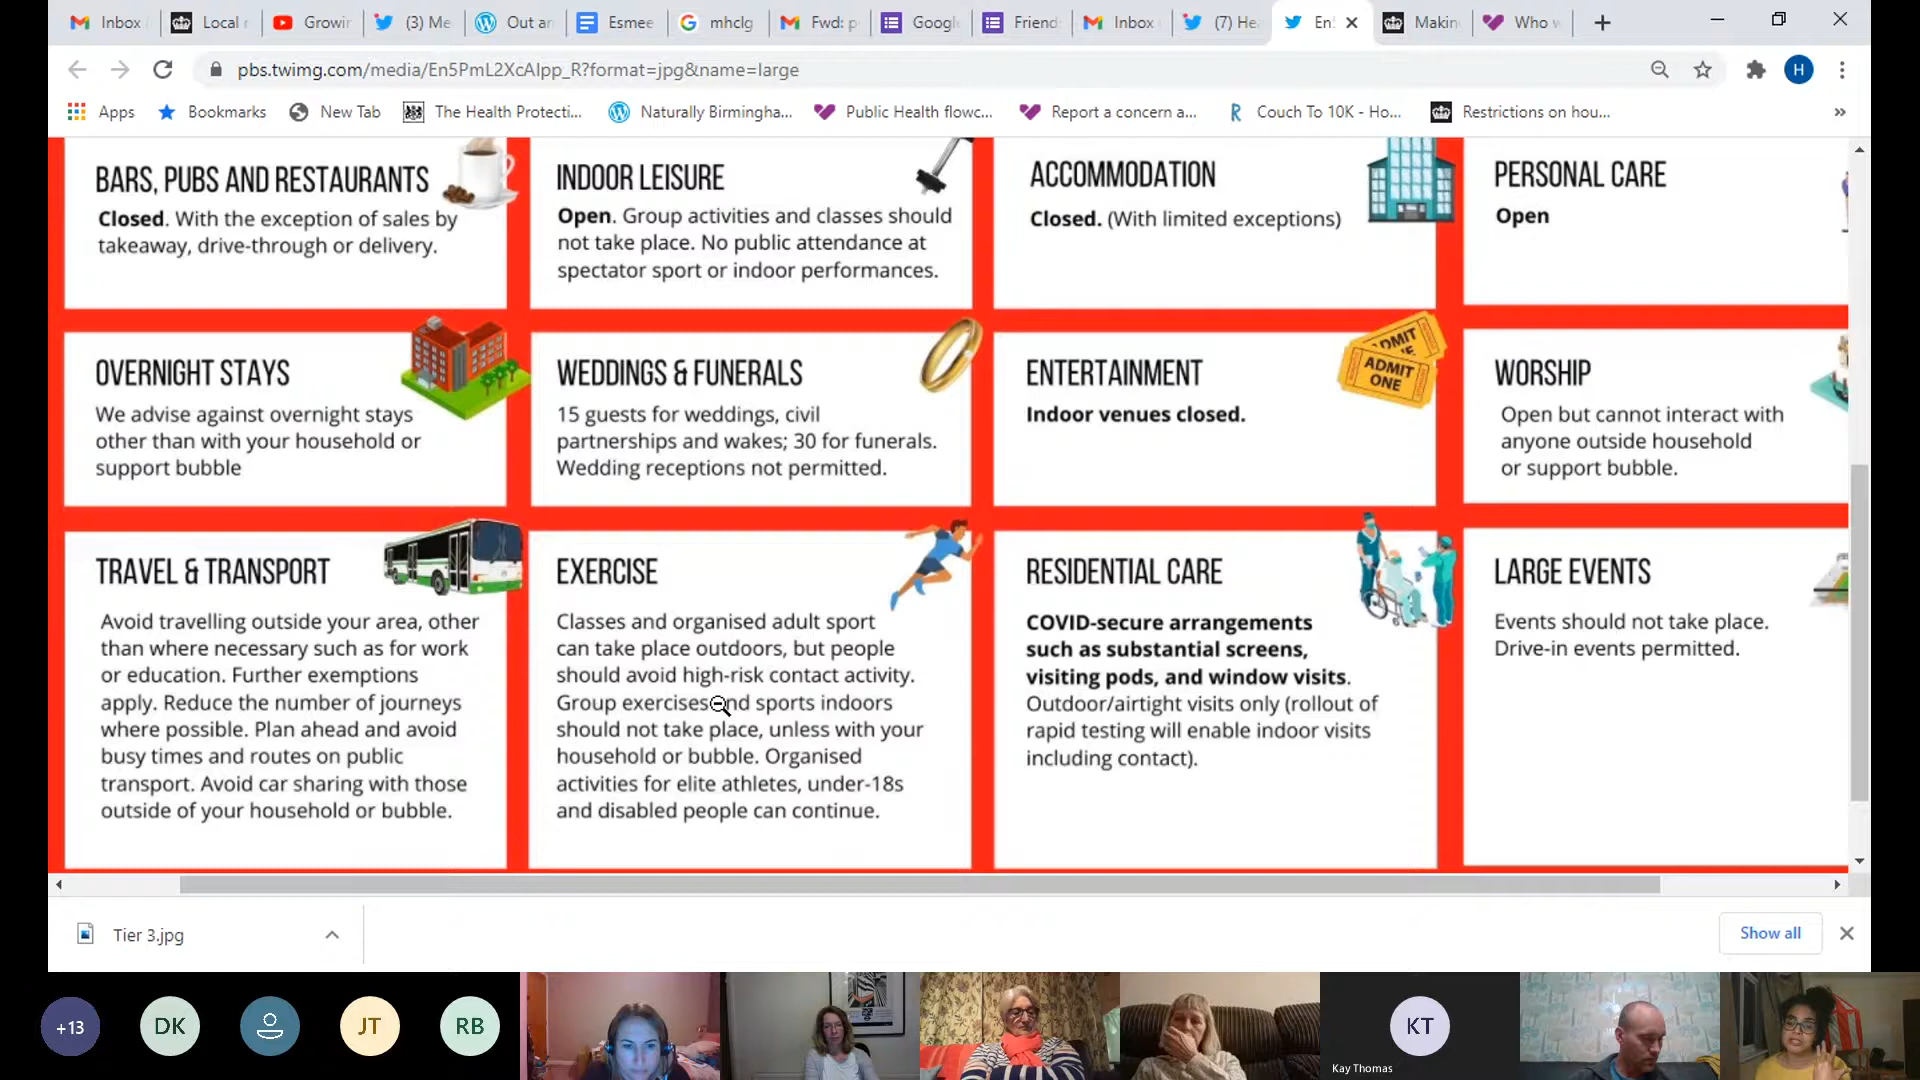 Inbox
Local r
Growin
(3) Me
Out an
Esmee
mhclg
Fwd: p
Google
Friend
Inbox
(7) Hea
En5
Making
Who w
pbs.twimg.com/media/En5PmL2XcAIpp_R?format=jpg&name=large
H
Apps
Bookmarks
New Tab
The Health Protecti...
Naturally Birmingha...
Public Health flowc...
Report a concern a...
Couch To 10K - Ho...
Restrictions on hou...
BARS, PUBS AND RESTAURANTS
Closed. With the exception of sales by
takeaway, drive-through or delivery.
INDOOR LEISURE
Open. Group activities and classes should
not take place. No public attendance at
spectator sport or indoor performances.
ACCOMMODATION
Closed. (With limited exceptions)
PERSONAL CARE
Open
OVERNIGHT STAYS
We advise against overnight stays
other than with your household or
support bubble
WEDDINGS & FUNERALS
15 guests for weddings, civil
partnerships and wakes; 30 for funerals.
Wedding receptions not permitted.
ENTERTAINMENT
Indoor venues closed.
ADMIT
ADMIT
ONE
WORSHIP
Open but cannot interact with
anyone outside household
or support bubble.
TRAVEL & TRANSPORT
Avoid travelling outside your area, other
than where necessary such as for work
or education. Further exemptions
apply. Reduce the number of journeys
where possible. Plan ahead and avoid
busy times and routes on public
transport. Avoid car sharing with those
outside of your household or bubble.
EXERCISE
Classes and organised adult sport
can take place outdoors, but people
should avoid high-risk contact activity.
Group exercises and sports indoors
should not take place, unless with your
household or bubble. Organised
activities for elite athletes, under-18s
and disabled people can continue.
RESIDENTIAL CARE
COVID-secure arrangements
such as substantial screens,
visiting pods, and window visits.
Outdoor/airtight visits only (rollout of
rapid testing will enable indoor visits
including contact).
LARGE EVENTS
Events should not take place.
Drive-in events permitted.
Tier 3.jpg
Show all
+13
DK
JT
RB
KT
Kay Thomas